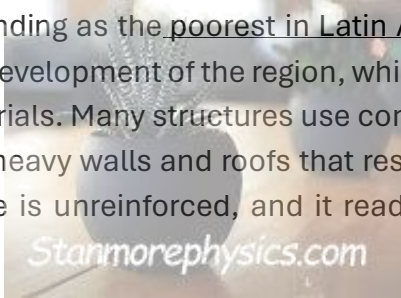 nding as the poorest in Latin
evelopment of the region, whi
rials. Many structures use con
heavy walls and roofs that res
e is unreinforced, and it read
Stanmorephysics.com